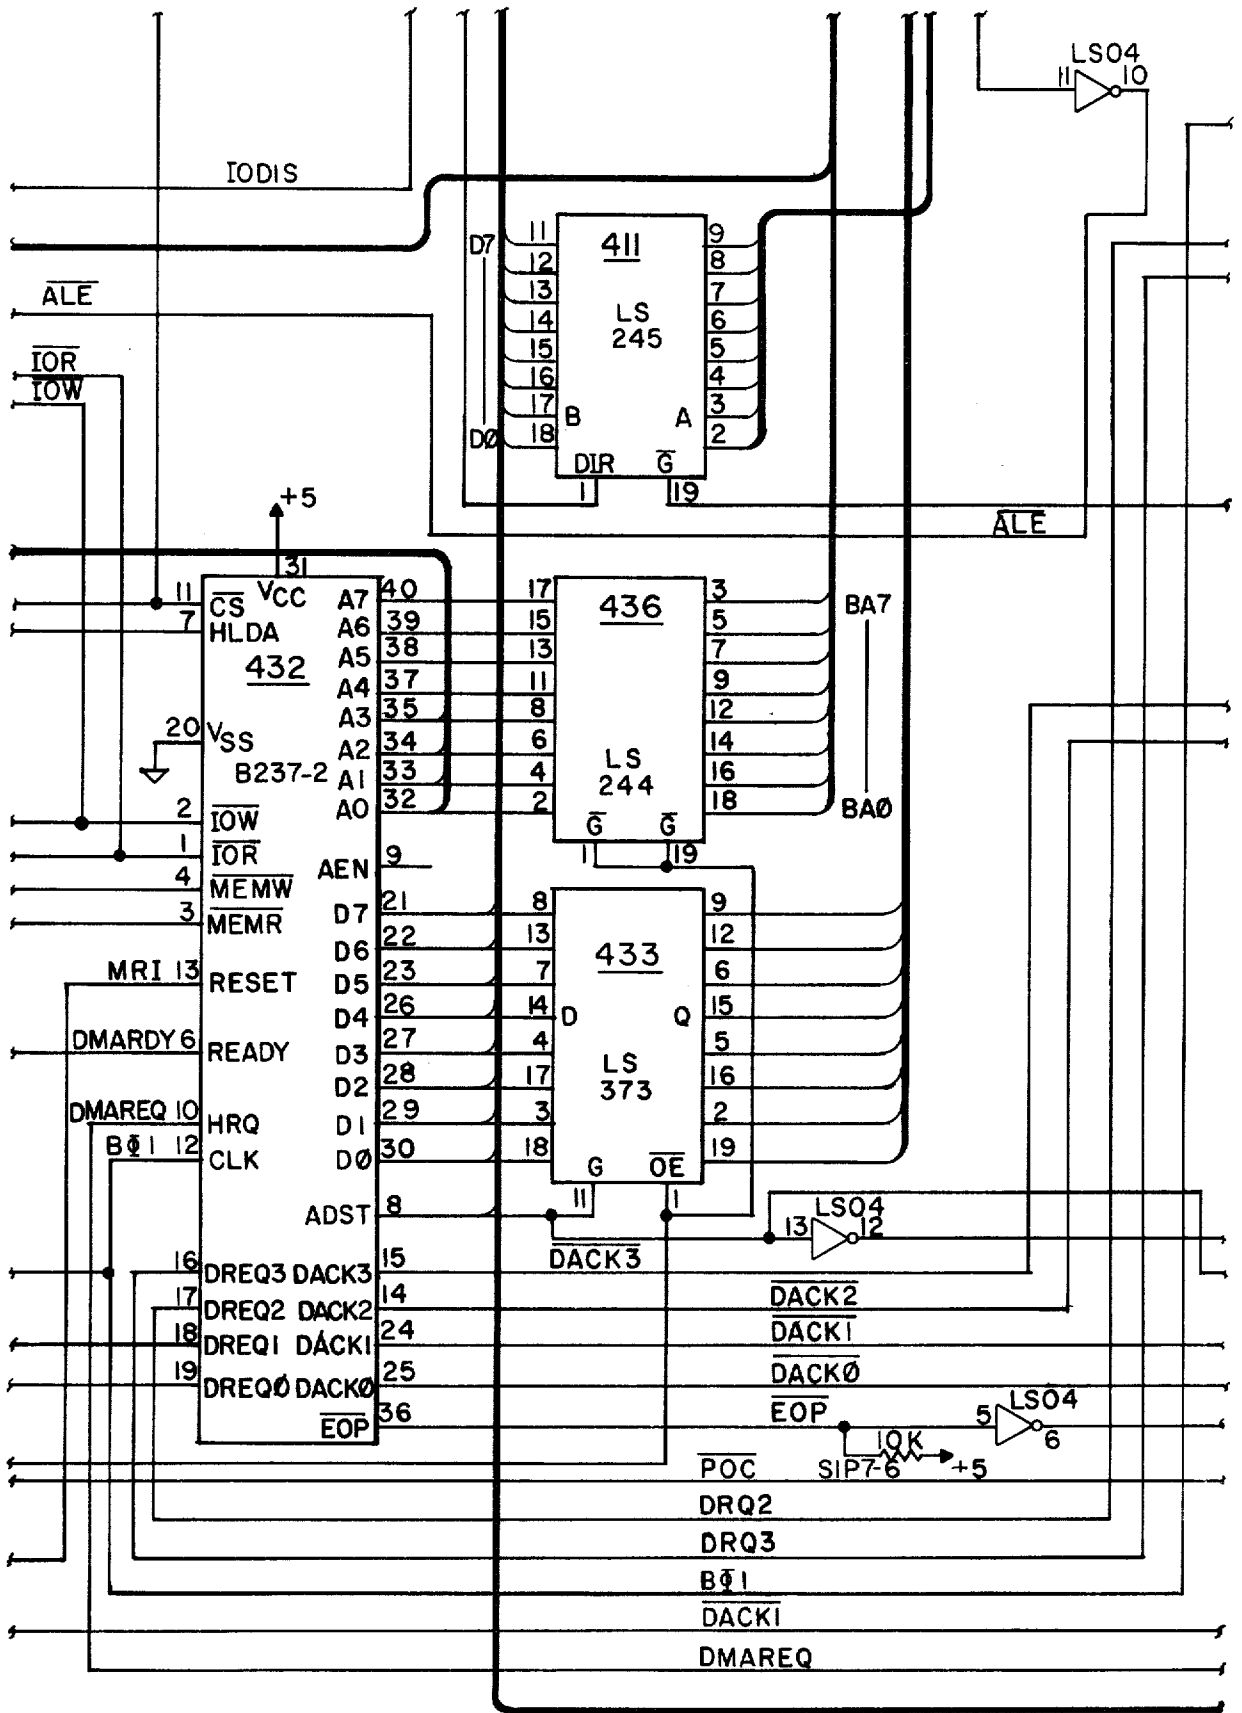 LS04
11 10
IODIS
D7 11 411 9
12 8
13 7
ALE
14 LS 6
245
15 5
IOR
16 4
IOW
17 B A 3
D0 18 2
DIR G
1 19
+5
ALE
31
11 CS VCC A7 40 17 436 3 BA7
7 HLDA A6 39 15 5
432 A5 38 13 7
A4 37 11 9
A3 35 8 12
20 VSS A2 34 6 LS 14
B237-2 A1 33 4 244 16
2 IOW A0 32 2 18 BA0
G G
1 IOR 1 19
AEN 9
4 MEMW
3 MEMR D7 21 8 9
D6 22 13 433 12
MRI 13 RESET D5 23 7 6
D4 26 14 D Q 15
DMARDY 6 READY D3 27 4 LS 5
D2 28 17 373 16
DMAREQ 10 HRQ D1 29 3 2
BΦ1 12 CLK D0 30 18 19
G OE
11 1
ADST 8 LS04
13 12
DACK3
16 DREQ3 DACK3 15
17 DREQ2 DACK2 14 DACK2
18 DREQ1 DACK1 24 DACK1
19 DREQ0 DACK0 25 DACK0
EOP 36 EOP 5 LS04 6
10K
SIP7-6 +5
POC
DRQ2
DRQ3
BΦ1
DACK1
DMAREQ